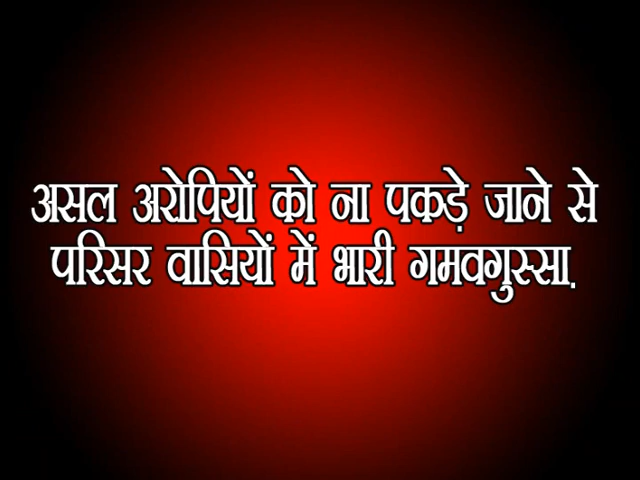 असल अरोपियों को ना पकड़े जाने से
परिसर वासियों में भारी गमवगुस्सा.